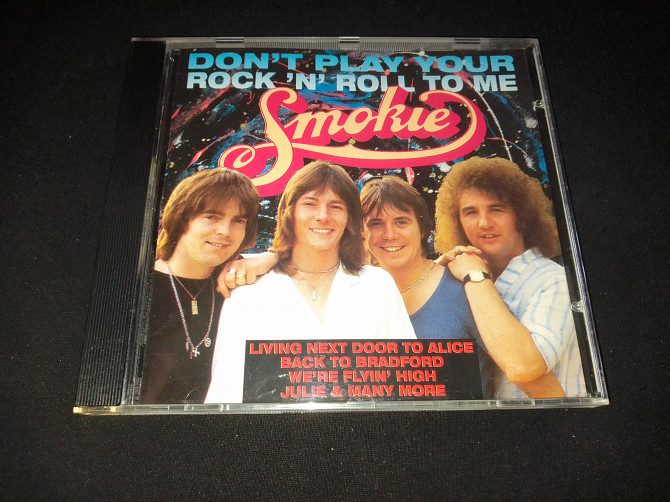 DON'T PLAY YOUR
ROCK 'N' ROLL TO ME
Smokie
LIVING NEXT DOOR TO ALICE
BACK TO BRADFORD
WE'RE FLYIN' HIGH
JULIE & MANY MORE